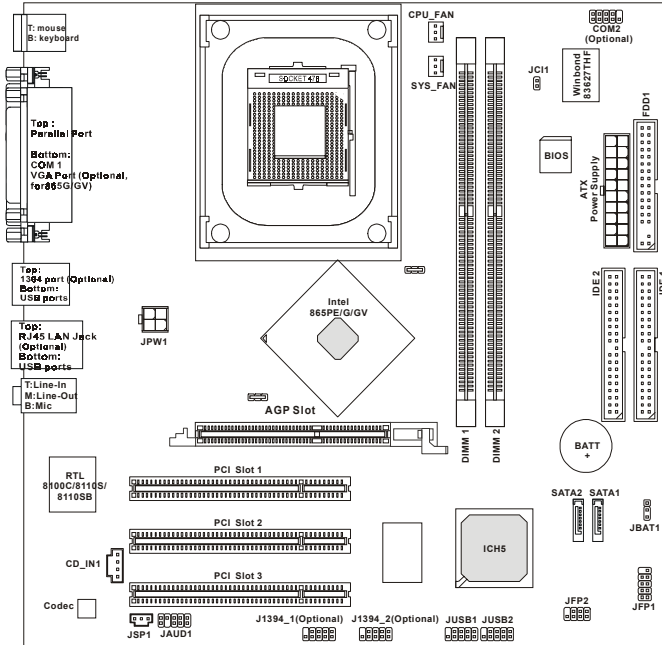 T: mouse
B: keyboard
CPU_FAN
COM2
(Optional)
SYS_FAN
JCI1
Winbond
83627THF
FDD1
SOCKET 478
Top :
Parallel Port
Bottom:
COM 1
VGA Port (Optional,
for865G/GV)
BIOS
ATX
Power Supply
Top:
1394 port (Optional)
Bottom:
USB ports
Intel
865PE/G/GV
IDE 2
IDE 1
JPW1
Top:
RJ45 LAN Jack
(Optional)
Bottom:
USB ports
T:Line-In
M:Line-Out
B:Mic
AGP Slot
DIMM 1
DIMM 2
BATT
+
RTL
8100C/8110S/
8110SB
PCI Slot 1
SATA2
SATA1
JBAT1
PCI Slot 2
ICH5
CD_IN1
PCI Slot 3
Codec
JFP2
JFP1
JSP1
JAUD1
J1394_1(Optional)
J1394_2(Optional)
JUSB1
JUSB2